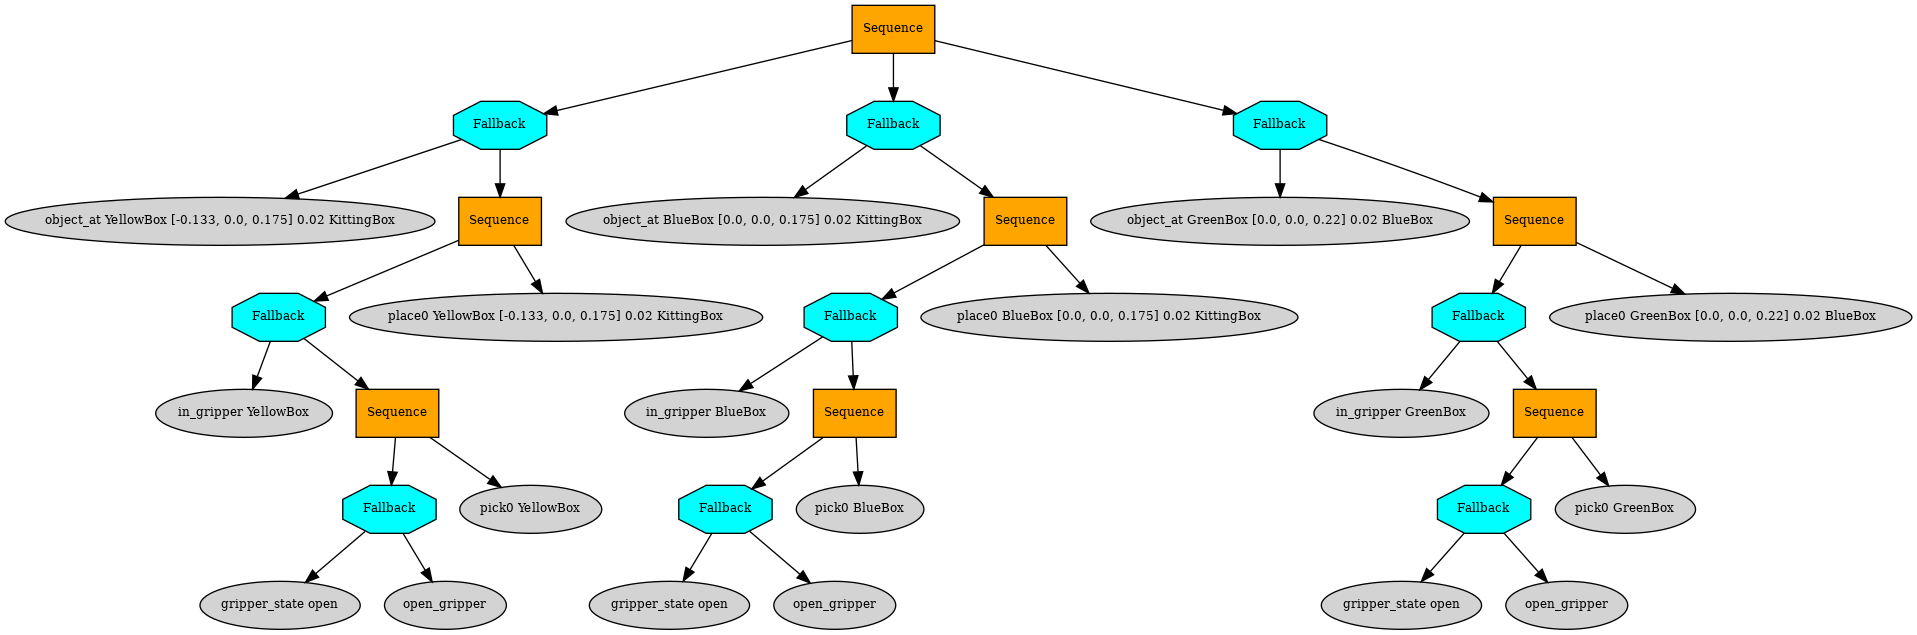 Sequence
Fallback
Fallback
Fallback
object_at YellowBox [-0.133, 0.0, 0.175] 0.02 KittingBox
Sequence
object_at BlueBox [0.0, 0.0, 0.175] 0.02 KittingBox
Sequence
object_at GreenBox [0.0, 0.0, 0.22] 0.02 BlueBox
Sequence
Fallback
place0 YellowBox [-0.133, 0.0, 0.175] 0.02 KittingBox
Fallback
place0 BlueBox [0.0, 0.0, 0.175] 0.02 KittingBox
Fallback
place0 GreenBox [0.0, 0.0, 0.22] 0.02 BlueBox
in_gripper YellowBox
Sequence
in_gripper BlueBox
Sequence
in_gripper GreenBox
Sequence
Fallback
pick0 YellowBox
Fallback
pick0 BlueBox
Fallback
pick0 GreenBox
gripper_state open
open_gripper
gripper_state open
open_gripper
gripper_state open
open_gripper